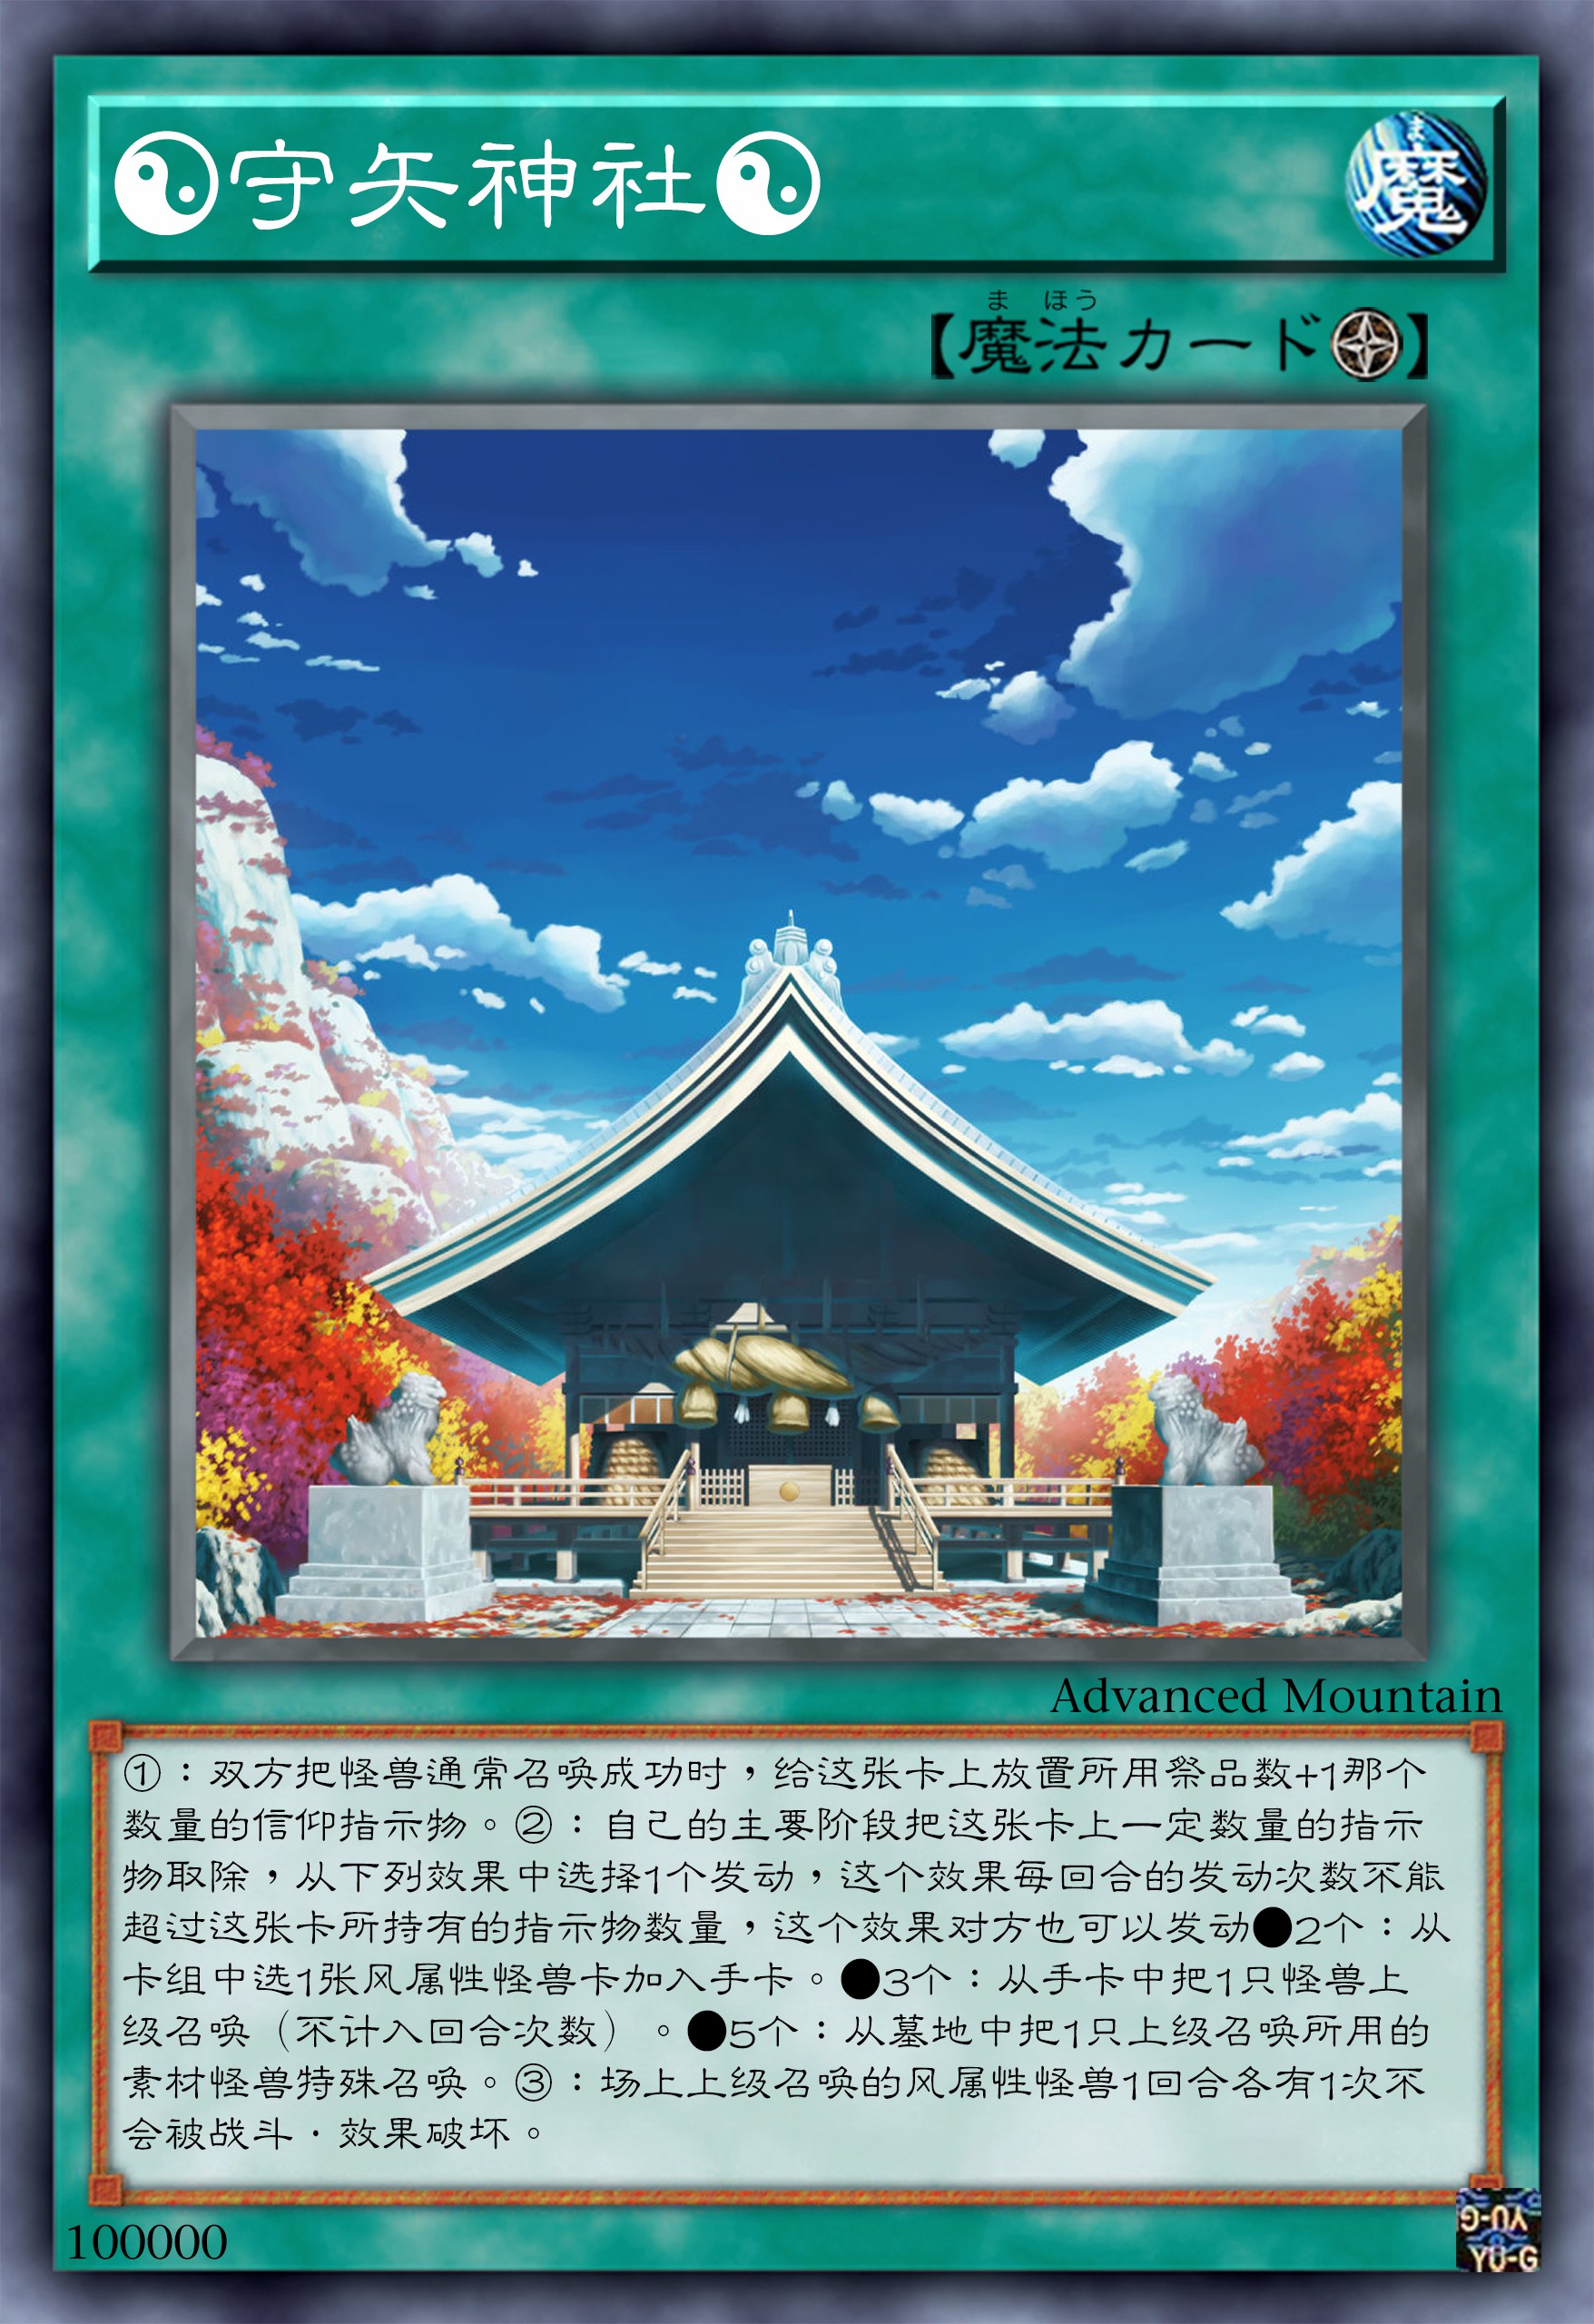 ☯守矢神社☯
魔
ま
ま ほう
【魔法カード】
Advanced Mountain
①：双方把怪兽通常召唤成功时，给这张卡上放置所用祭品数+1那个
数量的信仰指示物。②：自己的主要阶段把这张卡上一定数量的指示
物取除，从下列效果中选择1个发动，这个效果每回合的发动次数不能
超过这张卡所持有的指示物数量，这个效果对方也可以发动●2个：从
卡组中选1张风属性怪兽卡加入手卡。●3个：从手卡中把1只怪兽上
级召唤（不计入回合次数）。●5个：从墓地中把1只上级召唤所用的
素材怪兽特殊召唤。③：场上上级召唤的风属性怪兽1回合各有1次不
会被战斗·效果破坏。
100000
YU-G
YU-G